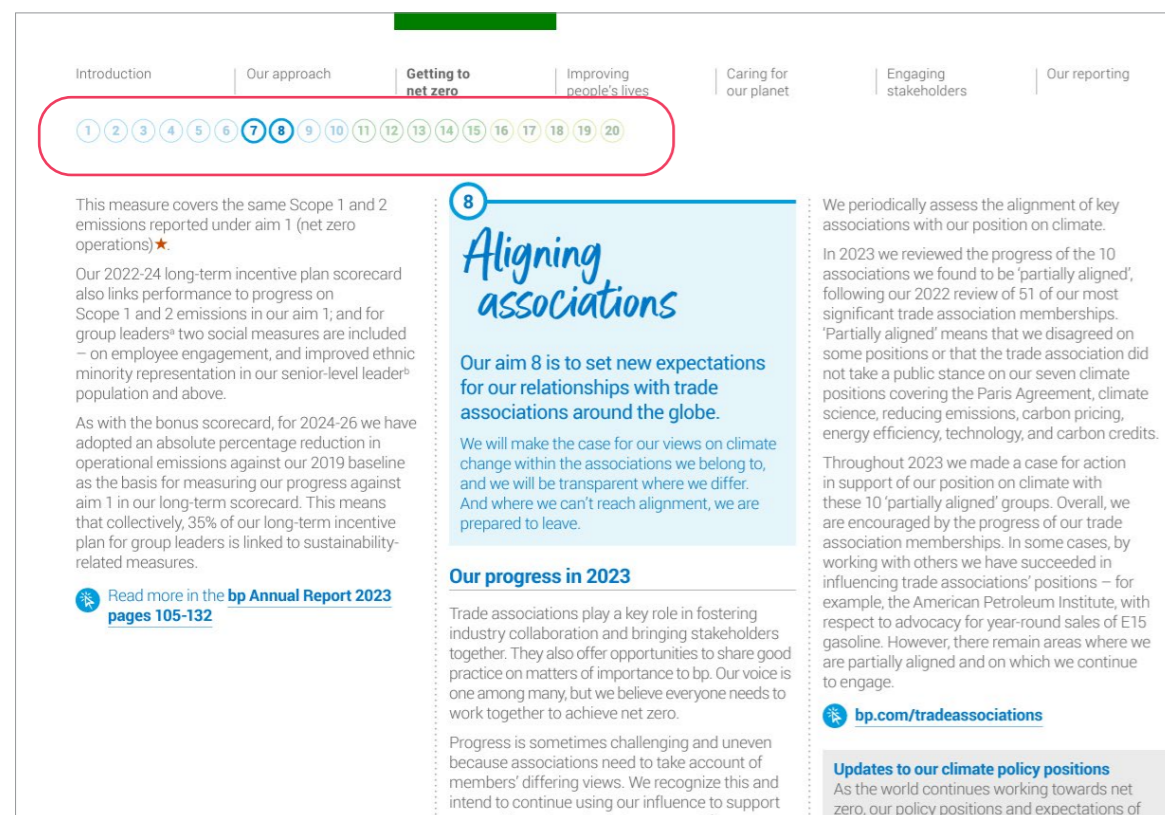 Introduction
Our approach
Getting to
net zero
Improving
people's lives
Caring for
our planet
Engaging
stakeholders
Our reporting
1 2 3 4 5 6 7 8 9 10 11 12 13 14 15 16 17 18 19 20
This measure covers the same Scope 1 and 2
emissions reported under aim 1 (net zero
operations)★.
Our 2022-24 long-term incentive plan scorecard
also links performance to progress on
Scope 1 and 2 emissions in our aim 1; and for
group leadersᵃ two social measures are included
– on employee engagement, and improved ethnic
minority representation in our senior-level leaderᵇ
population and above.
As with the bonus scorecard, for 2024-26 we have
adopted an absolute percentage reduction in
operational emissions against our 2019 baseline
as the basis for measuring our progress against
aim 1 in our long-term scorecard. This means
that collectively, 35% of our long-term incentive
plan for group leaders is linked to sustainability-
related measures.
Read more in the bp Annual Report 2023
pages 105-132
8
Aligning
associations
Our aim 8 is to set new expectations
for our relationships with trade
associations around the globe.
We will make the case for our views on climate
change within the associations we belong to,
and we will be transparent where we differ.
And where we can't reach alignment, we are
prepared to leave.
Our progress in 2023
Trade associations play a key role in fostering
industry collaboration and bringing stakeholders
together. They also offer opportunities to share good
practice on matters of importance to bp. Our voice is
one among many, but we believe everyone needs to
work together to achieve net zero.
Progress is sometimes challenging and uneven
because associations need to take account of
members' differing views. We recognize this and
intend to continue using our influence to support
We periodically assess the alignment of key
associations with our position on climate.
In 2023 we reviewed the progress of the 10
associations we found to be 'partially aligned',
following our 2022 review of 51 of our most
significant trade association memberships.
'Partially aligned' means that we disagreed on
some positions or that the trade association did
not take a public stance on our seven climate
positions covering the Paris Agreement, climate
science, reducing emissions, carbon pricing,
energy efficiency, technology, and carbon credits.
Throughout 2023 we made a case for action
in support of our position on climate with
these 10 'partially aligned' groups. Overall, we
are encouraged by the progress of our trade
association memberships. In some cases, by
working with others we have succeeded in
influencing trade associations' positions – for
example, the American Petroleum Institute, with
respect to advocacy for year-round sales of E15
gasoline. However, there remain areas where we
are partially aligned and on which we continue
to engage.
bp.com/tradeassociations
Updates to our climate policy positions
As the world continues working towards net
zero, our policy positions and expectations of